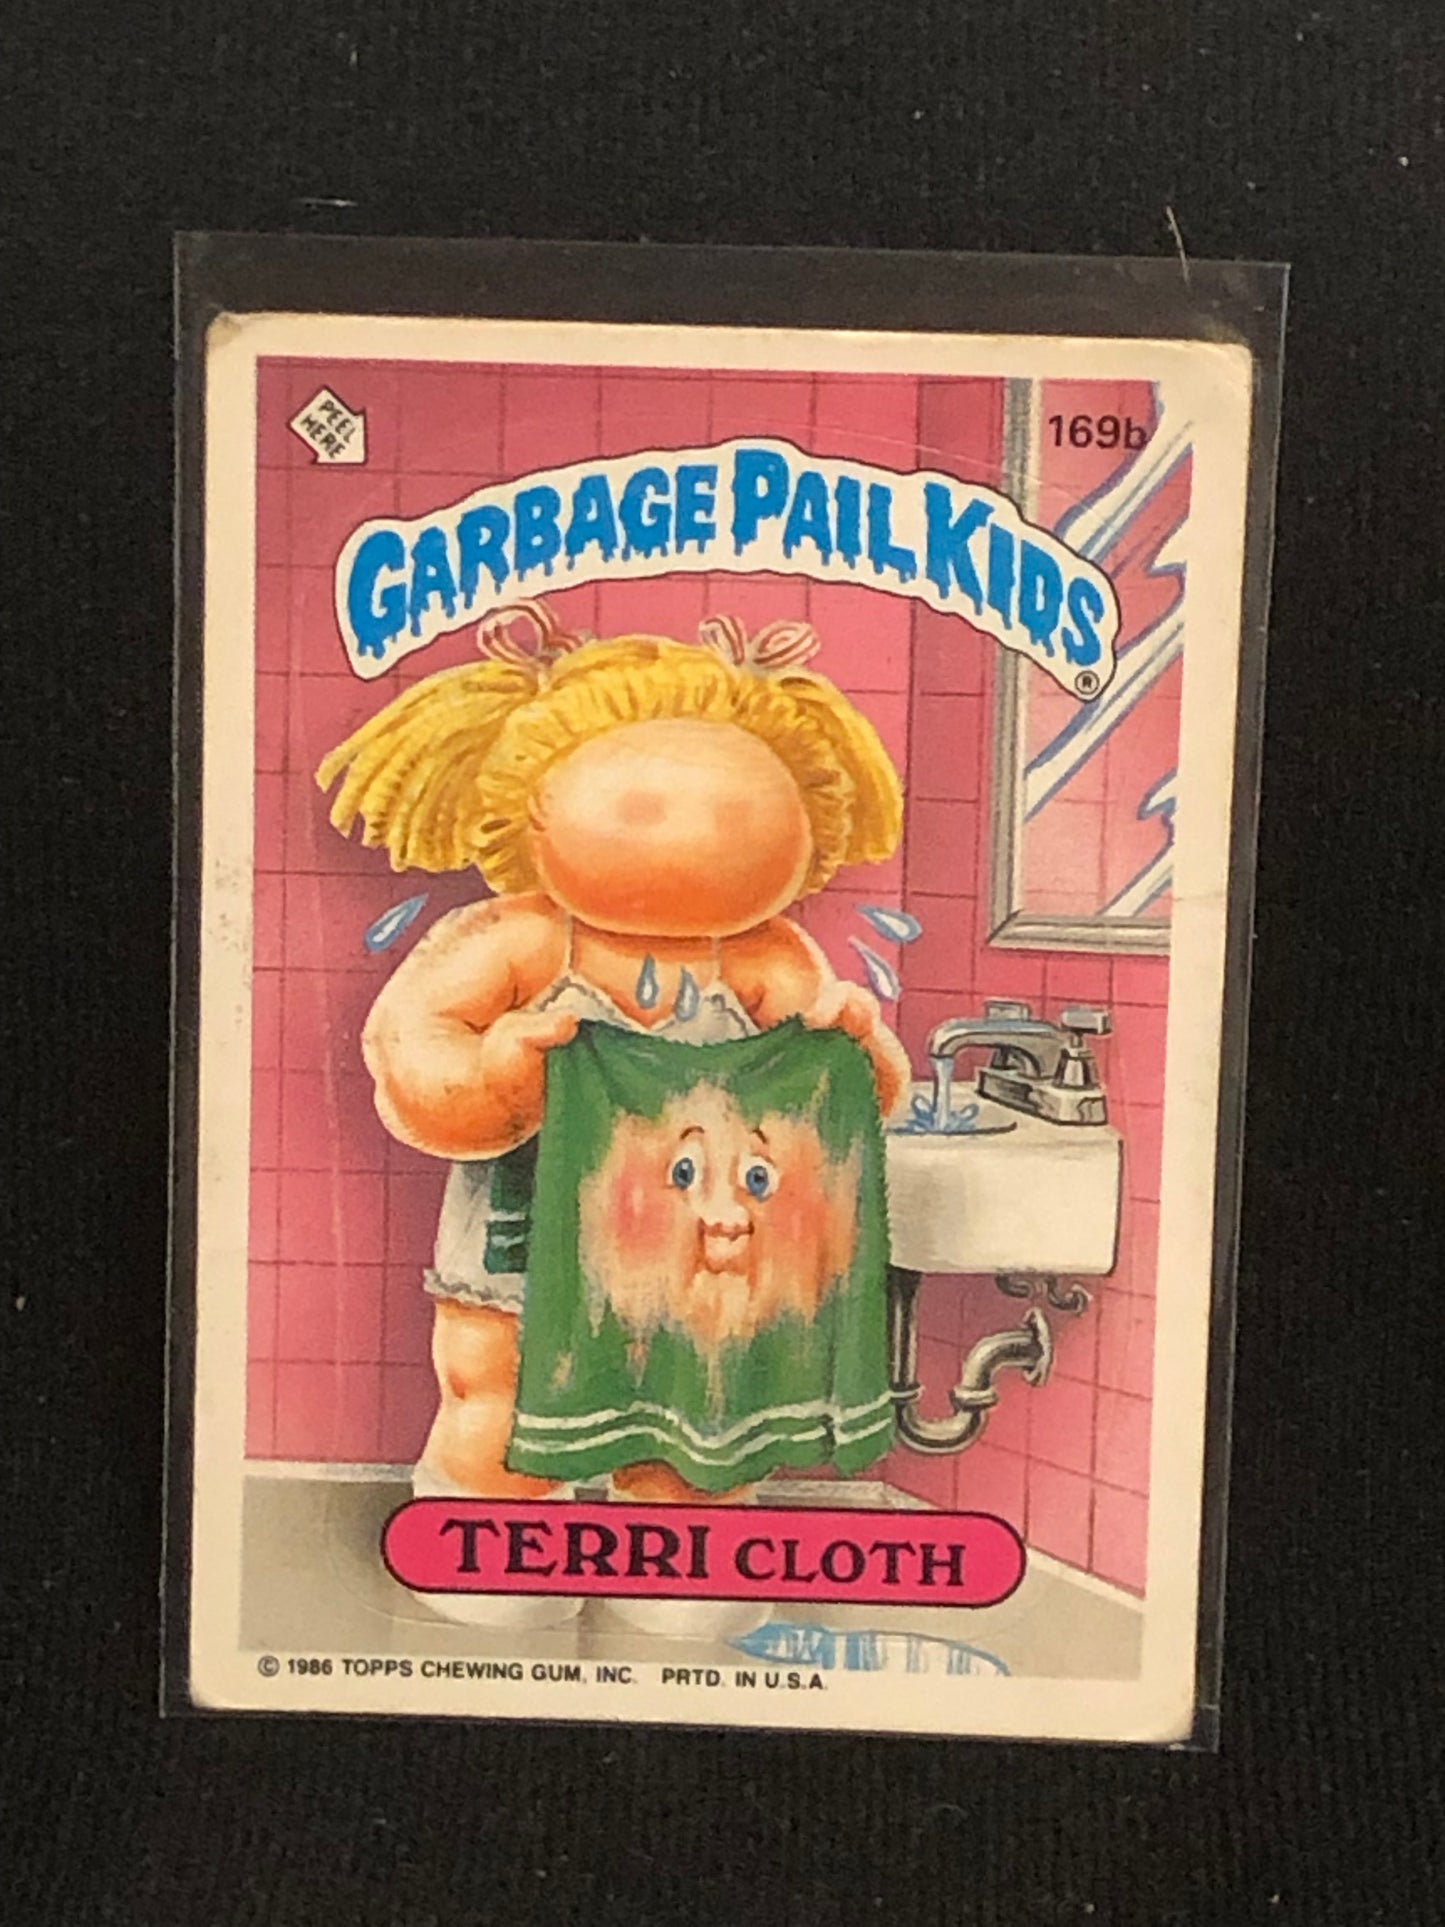 PEEL
HERE
169b
GARBAGE PAIL KIDS
®
TERRI CLOTH
© 1986 TOPPS CHEWING GUM, INC. PRTD. IN U.S.A.